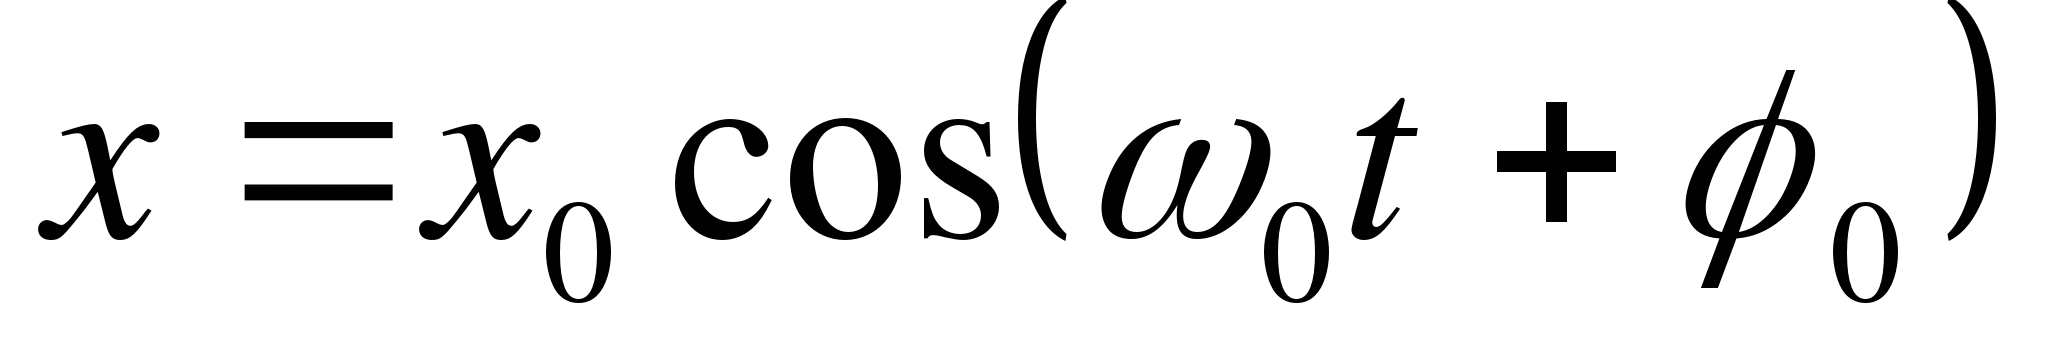 x = x₀ cos(ω₀t + ϕ₀)